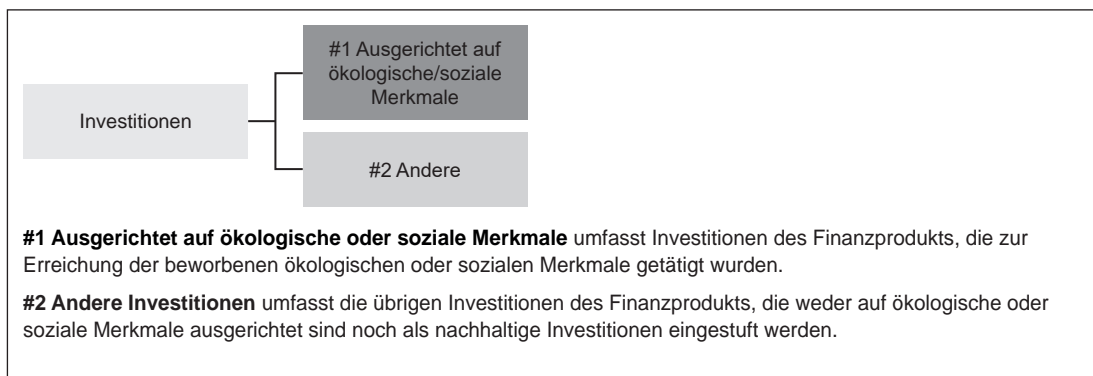 #1 Ausgerichtet auf
ökologische/soziale
Merkmale
Investitionen
#2 Andere
#1 Ausgerichtet auf ökologische oder soziale Merkmale umfasst Investitionen des Finanzprodukts, die zur
Erreichung der beworbenen ökologischen oder sozialen Merkmale getätigt wurden.
#2 Andere Investitionen umfasst die übrigen Investitionen des Finanzprodukts, die weder auf ökologische oder
soziale Merkmale ausgerichtet sind noch als nachhaltige Investitionen eingestuft werden.